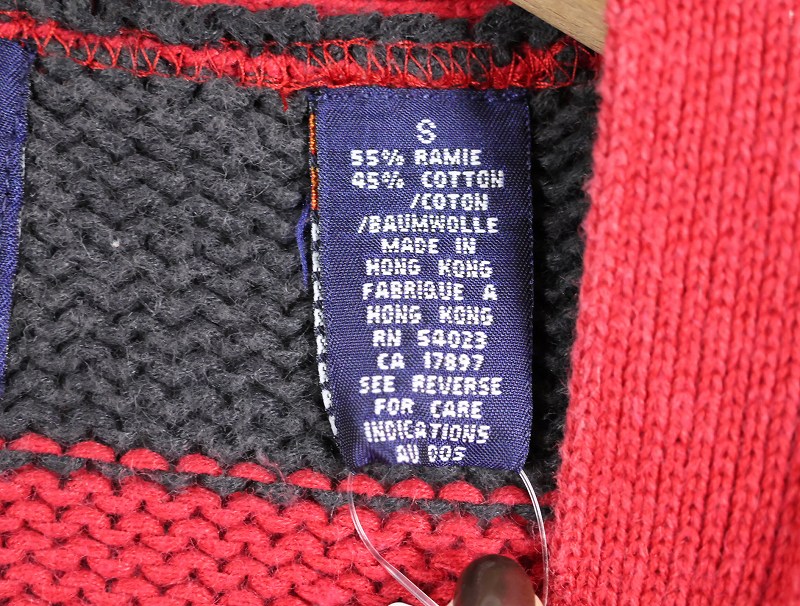 S
55% RAMIE
45% COTTON
/COTON
/BAUMWOLLE
MADE IN
HONG KONG
FABRIQUE A
HONG KONG
RN 54023
CA 17897
SEE REVERSE
FOR CARE
INDICATIONS
AU DOS